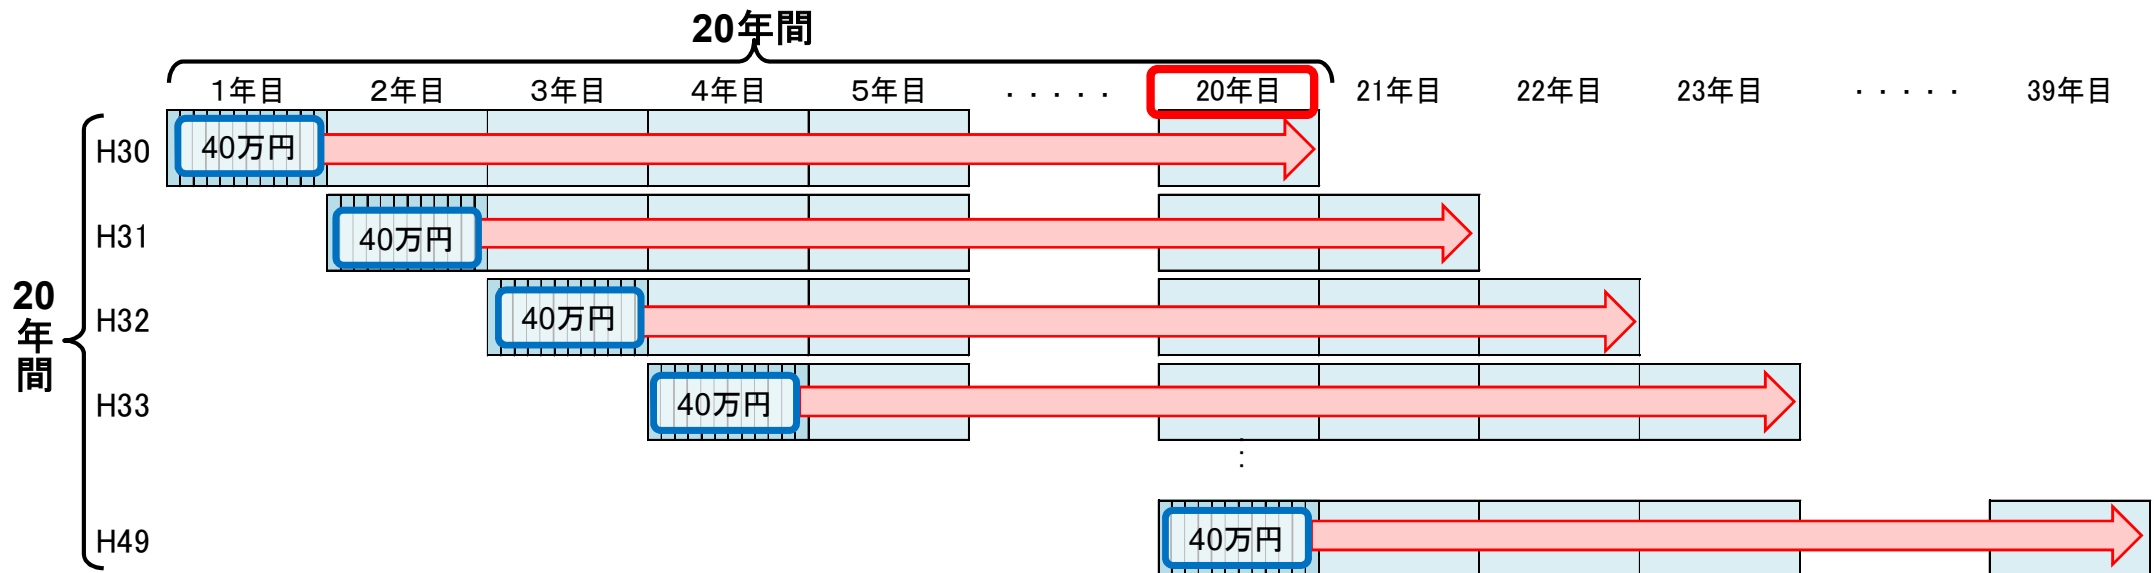 20年間
1年目 2年目 3年目 4年目 5年目 ・・・・・ 20年目 21年目 22年目 23年目 ・・・・・ 39年目
H30 40万円
H31 40万円
H32 40万円
20年間
H33 40万円
⋮
H49 40万円